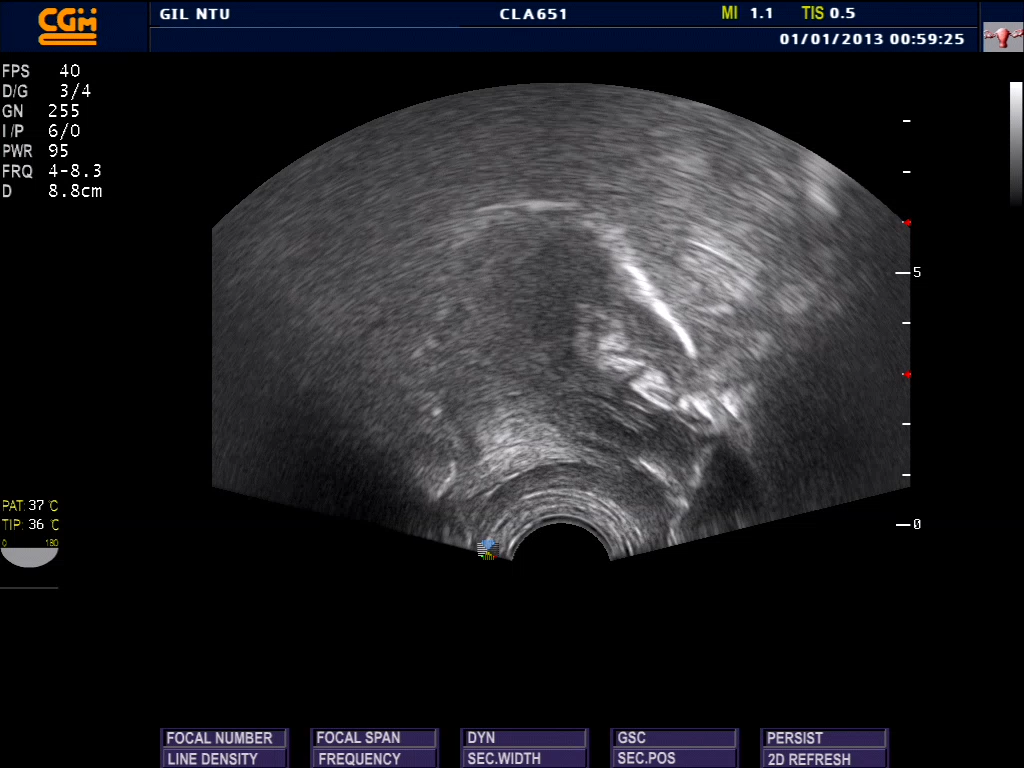 CGM
GIL NTU CLA651 MI 1.1 TIS 0.5
01/01/2013 00:59:25
FPS 40
D/G 3/4
GN 255
I/P 6/0
PWR 95
FRQ 4-8.3
D 8.8cm
5
PAT: 37 °C
TIP: 36 °C
0 180
0
FOCAL NUMBER FOCAL SPAN DYN GSC PERSIST
LINE DENSITY FREQUENCY SEC.WIDTH SEC.POS 2D REFRESH